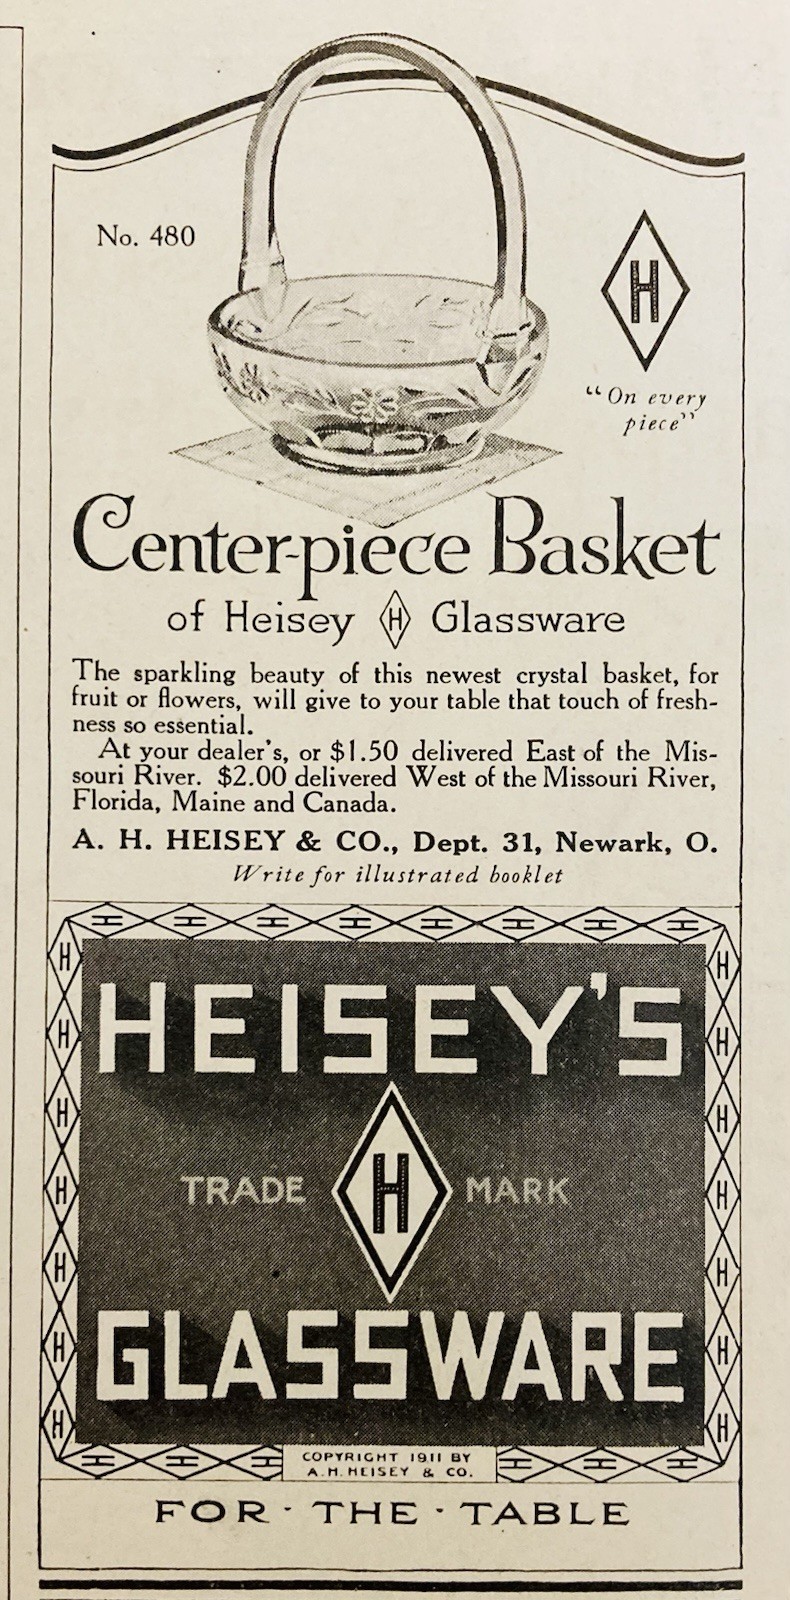 No. 480
H
"On every
piece"
Center-piece Basket
of Heisey H Glassware
The sparkling beauty of this newest crystal basket, for
fruit or flowers, will give to your table that touch of fresh-
ness so essential.
At your dealer's, or $1.50 delivered East of the Mis-
souri River. $2.00 delivered West of the Missouri River,
Florida, Maine and Canada.
A. H. HEISEY & CO., Dept. 31, Newark, O.
Write for illustrated booklet
HEISEY'S
TRADE H MARK
GLASSWARE
COPYRIGHT 1911 BY
A. H. HEISEY & CO.
FOR · THE · TABLE